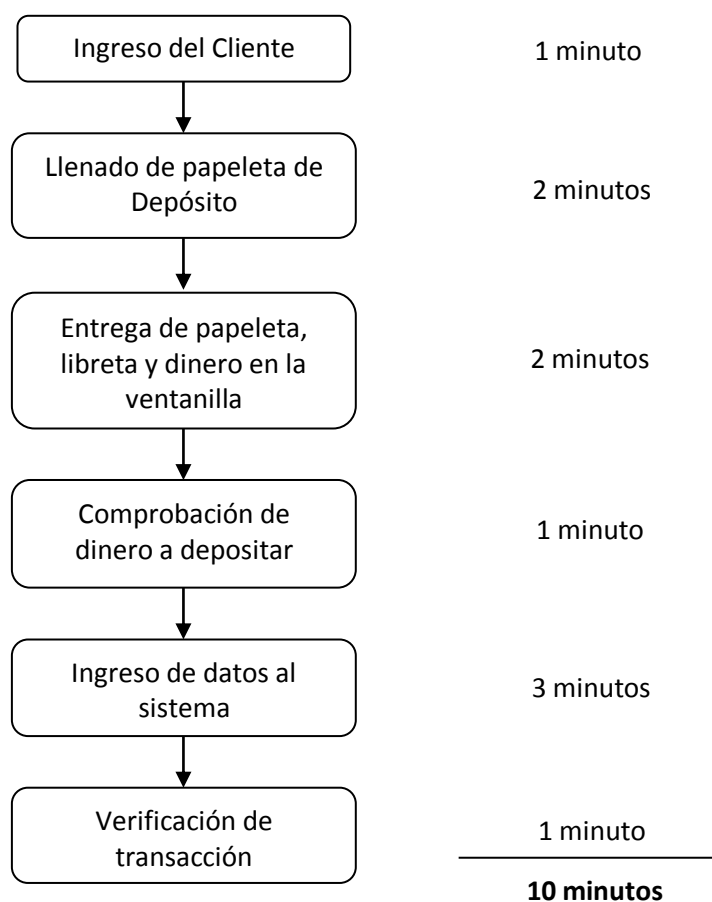 Ingreso del Cliente
1 minuto
Llenado de papeleta de
Depósito
2 minutos
Entrega de papeleta,
libreta y dinero en la
ventanilla
2 minutos
Comprobación de
dinero a depositar
1 minuto
Ingreso de datos al
sistema
3 minutos
Verificación de
transacción
1 minuto
10 minutos